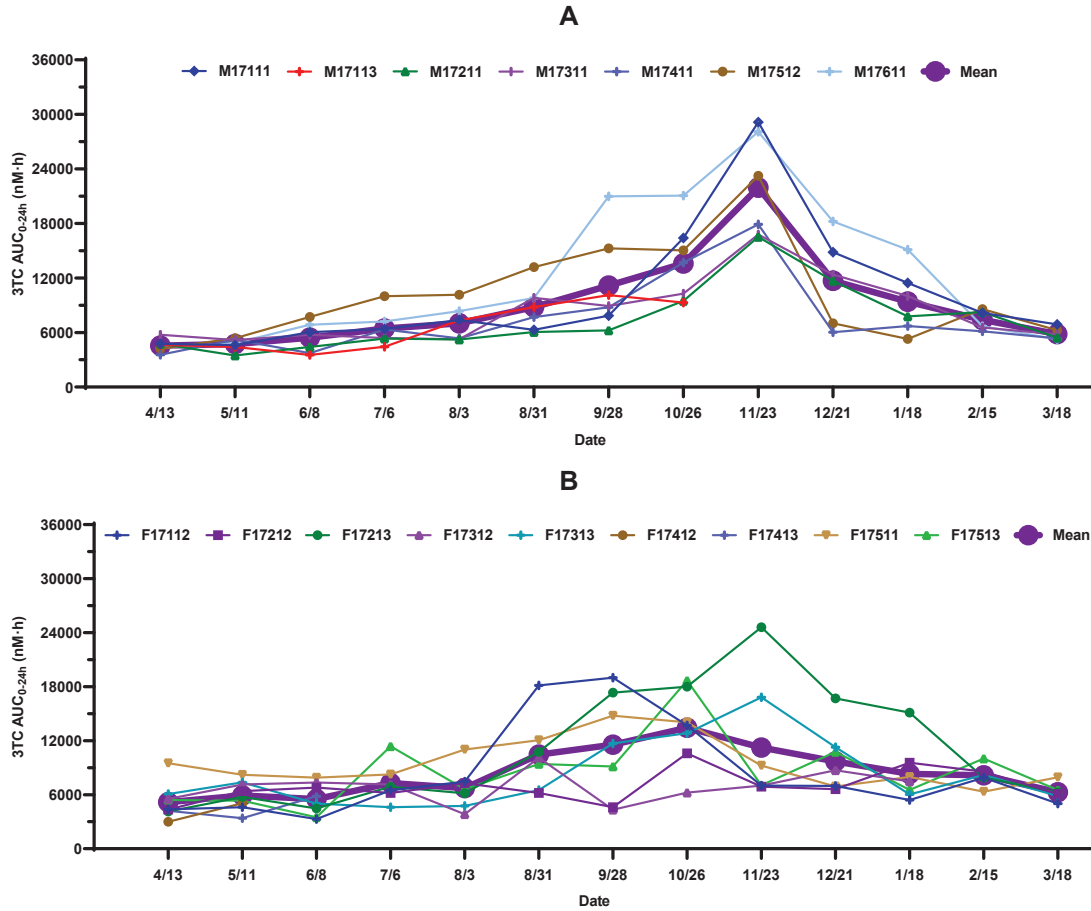 A
3TC AUC0-24h (nM·h)
36000
30000
24000
18000
12000
6000
0
M17111 M17113 M17211 M17311 M17411 M17512 M17611 Mean
4/13 5/11 6/8 7/6 8/3 8/31 9/28 10/26 11/23 12/21 1/18 2/15 3/18
Date
B
3TC AUC0-24h (nM·h)
36000
30000
24000
18000
12000
6000
0
F17112 F17212 F17213 F17312 F17313 F17412 F17413 F17511 F17513 Mean
4/13 5/11 6/8 7/6 8/3 8/31 9/28 10/26 11/23 12/21 1/18 2/15 3/18
Date